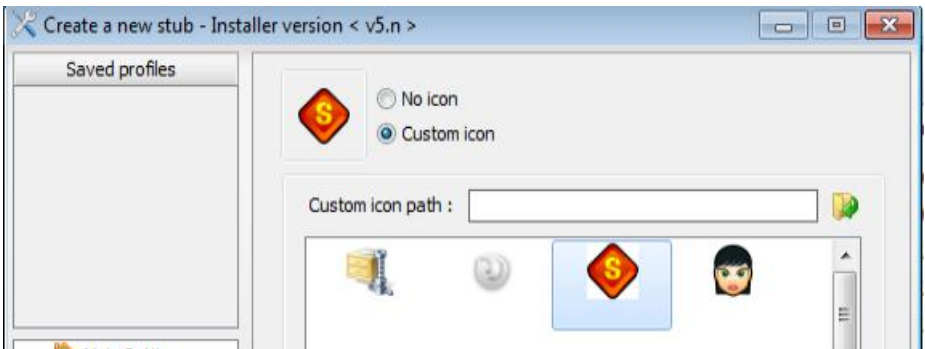 Create a new stub - Installer version < v5.n >
Saved profiles
No icon
Custom icon
Custom icon path :
S
S